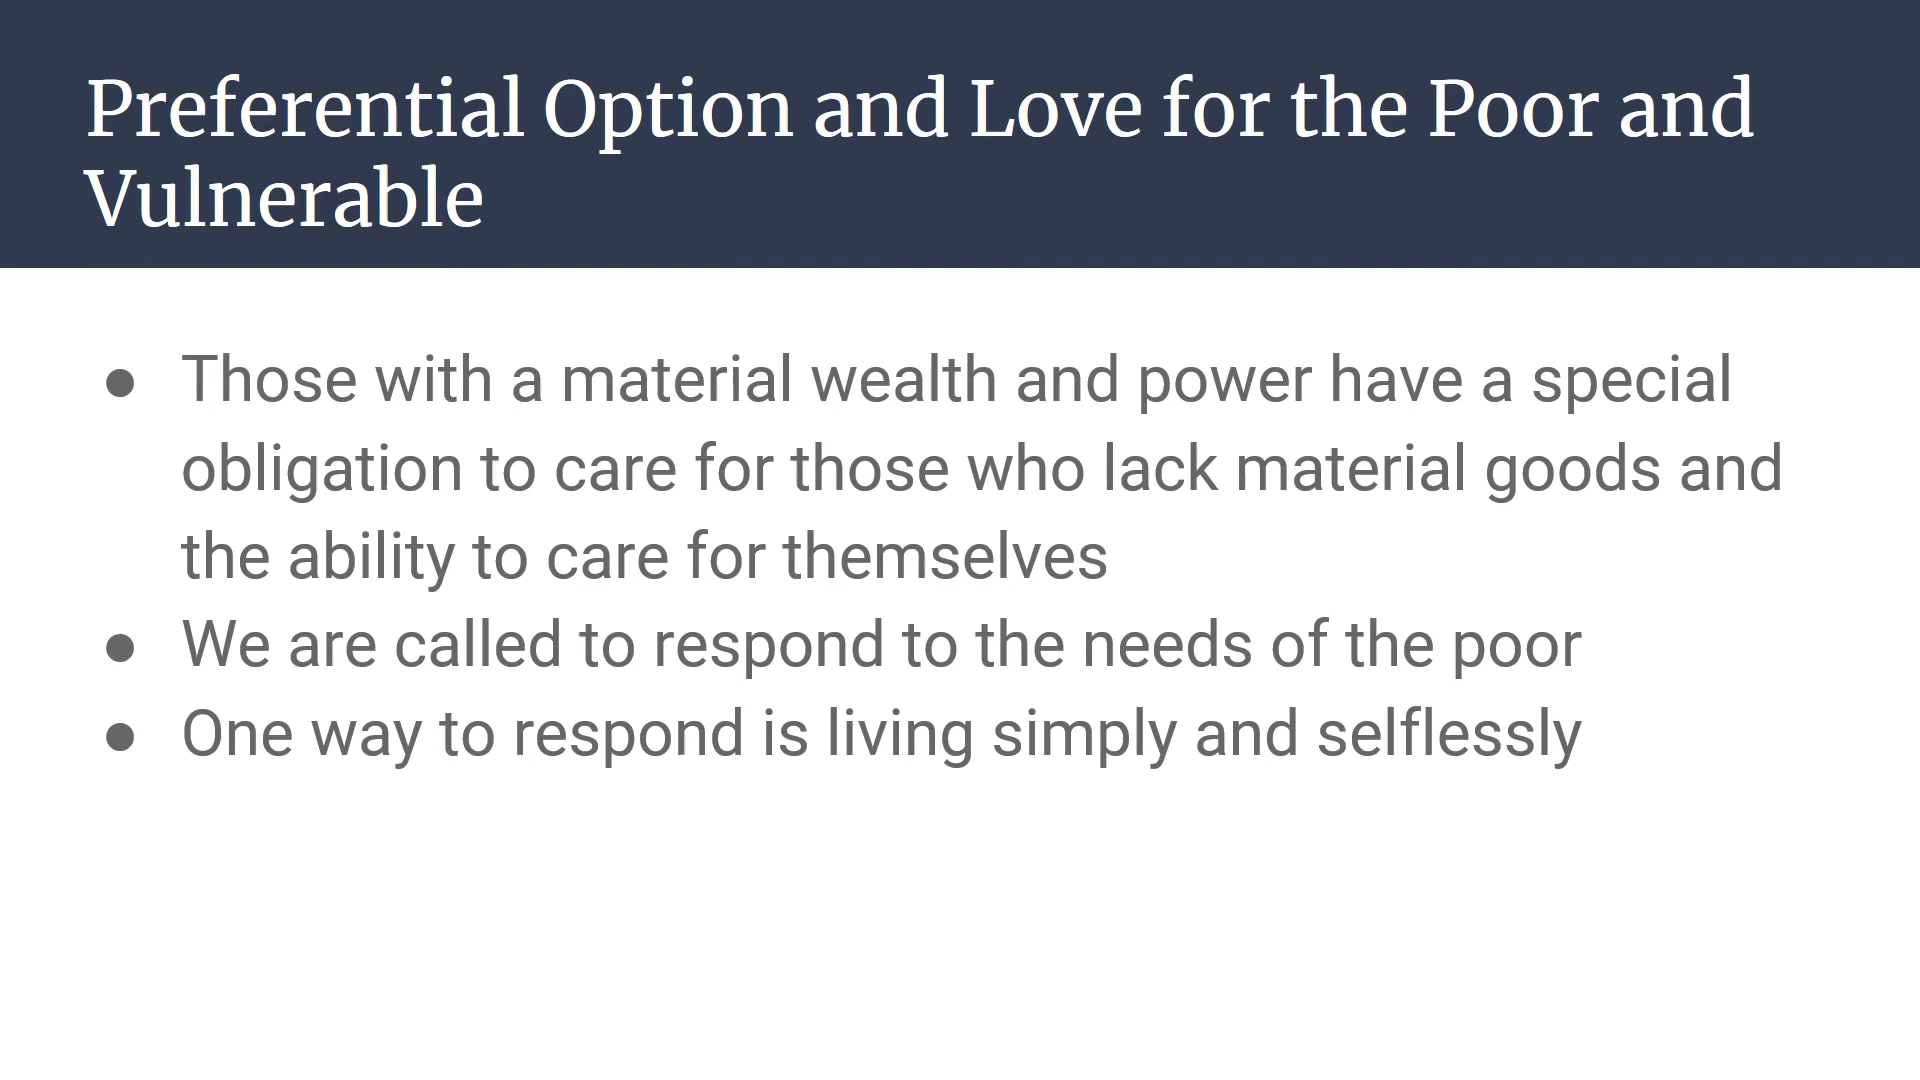 Preferential Option and Love for the Poor and
Vulnerable
● Those with a material wealth and power have a special
obligation to care for those who lack material goods and
the ability to care for themselves
● We are called to respond to the needs of the poor
● One way to respond is living simply and selflessly